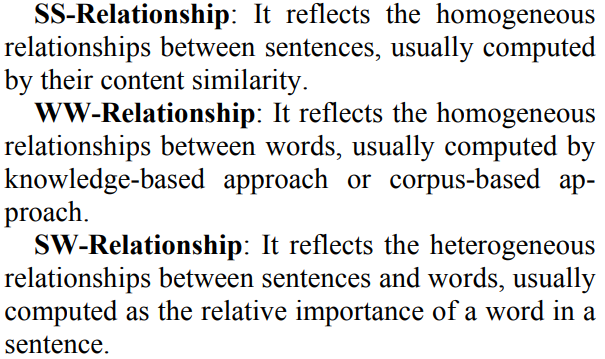 SS-Relationship: It reflects the homogeneous
relationships between sentences, usually computed
by their content similarity.
WW-Relationship: It reflects the homogeneous
relationships between words, usually computed by
knowledge-based approach or corpus-based ap-
proach.
SW-Relationship: It reflects the heterogeneous
relationships between sentences and words, usually
computed as the relative importance of a word in a
sentence.